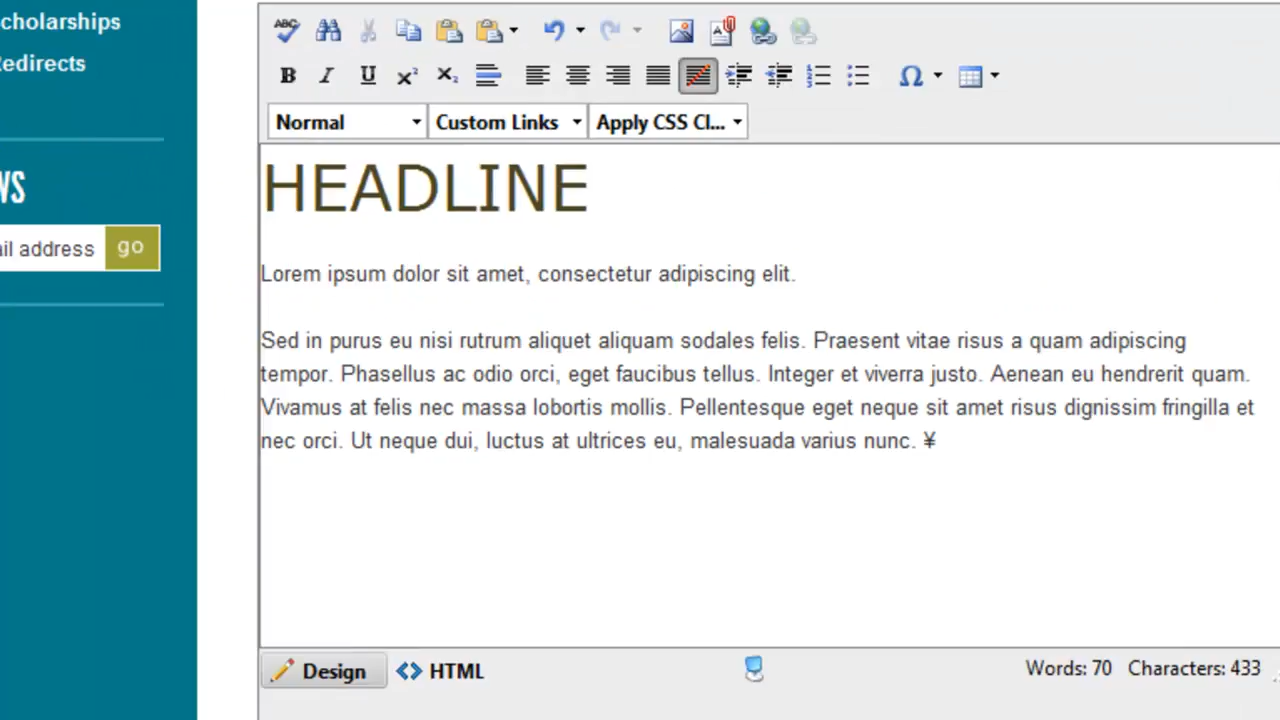 cholarships
edirects
WS
ail address
go
ABC
B I U x² x₂
Ω
Normal
Custom Links
Apply CSS Cl...
HEADLINE
Lorem ipsum dolor sit amet, consectetur adipiscing elit.
Sed in purus eu nisi rutrum aliquet aliquam sodales felis. Praesent vitae risus a quam adipiscing
tempor. Phasellus ac odio orci, eget faucibus tellus. Integer et viverra justo. Aenean eu hendrerit quam.
Vivamus at felis nec massa lobortis mollis. Pellentesque eget neque sit amet risus dignissim fringilla et
nec orci. Ut neque dui, luctus at ultrices eu, malesuada varius nunc. ¥
Design
HTML
Words: 70 Characters: 433